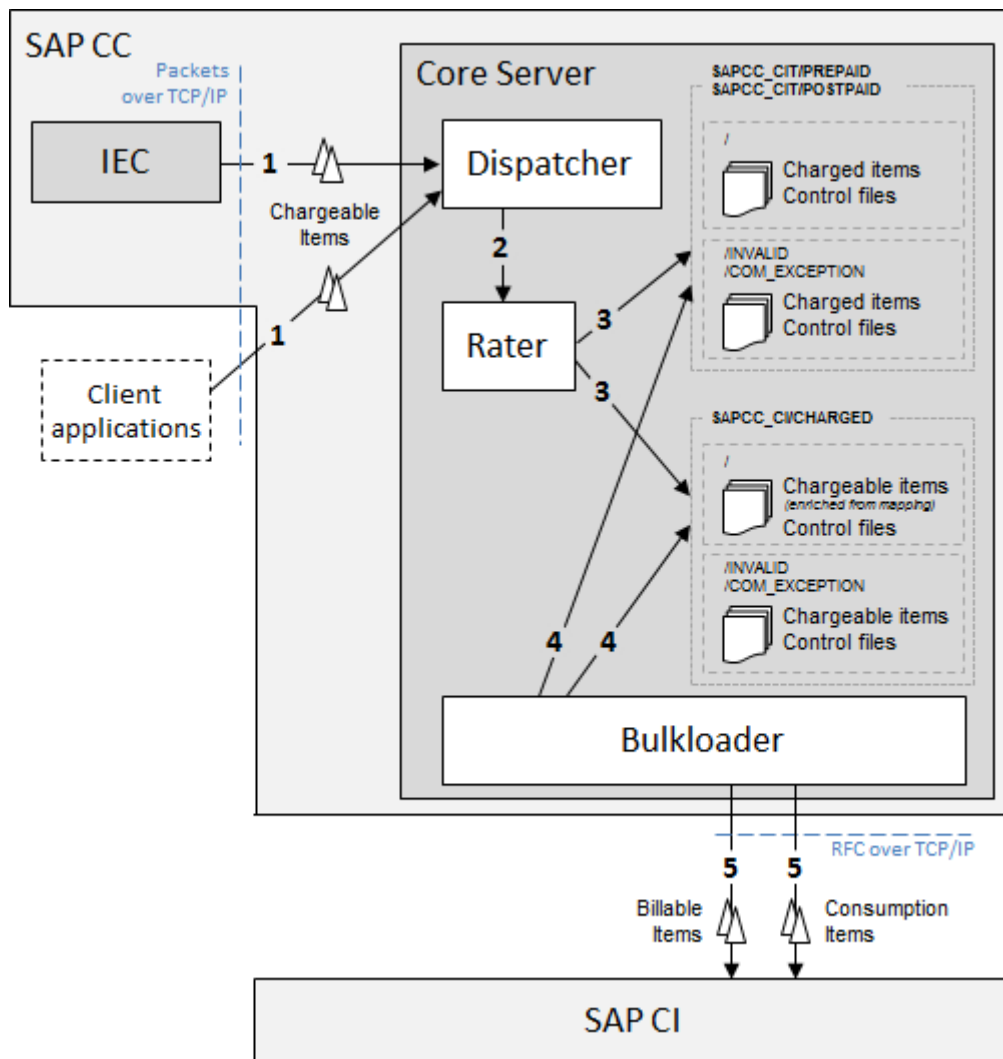 SAP CC
Packets
over TCP/IP
IEC
1
Chargeable
Items
1
Client
applications
Core Server
Dispatcher
2
Rater
3
3
$APCC_CIT/PREPAID
$APCC_CIT/POSTPAID
/
Charged items
Control files
/INVALID
/COM_EXCEPTION
Charged items
Control files
$APCC_CI/CHARGED
/
Chargeable items
(enriched from mapping)
Control files
/INVALID
/COM_EXCEPTION
Chargeable items
Control files
4
4
Bulkloader
RFC over TCP/IP
5
5
Billable
Items
Consumption
Items
SAP CI